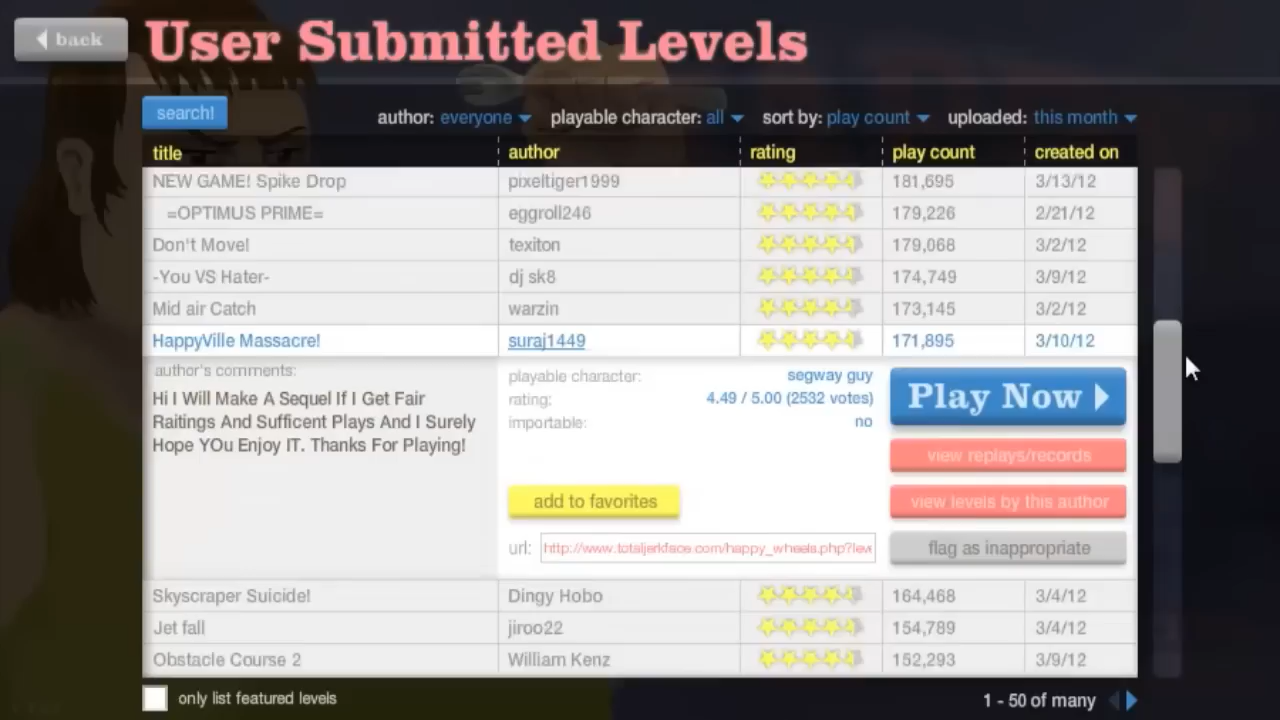 back
User Submitted Levels
search!
author: everyone
playable character: all
sort by: play count
uploaded: this month
title author rating play count created on
NEW GAME! Spike Drop pixeltiger1999 181,695 3/13/12
=OPTIMUS PRIME= eggroll246 179,226 2/21/12
Don't Move! texiton 179,068 3/2/12
-You VS Hater- dj sk8 174,749 3/9/12
Mid air Catch warzin 173,145 3/2/12
HappyVille Massacre! suraj1449 171,895 3/10/12
author's comments:
Hi I Will Make A Sequel If I Get Fair
Raitings And Sufficent Plays And I Surely
Hope YOu Enjoy IT. Thanks For Playing!
playable character: segway guy
rating: 4.49 / 5.00 (2532 votes)
importable: no
add to favorites
url: http://www.totaljerkface.com/happy_wheels.php?leve
Play Now
view replays/records
view levels by this author
flag as inappropriate
Skyscraper Suicide! Dingy Hobo 164,468 3/4/12
Jet fall jiroo22 154,789 3/4/12
Obstacle Course 2 William Kenz 152,293 3/9/12
only list featured levels
1 - 50 of many